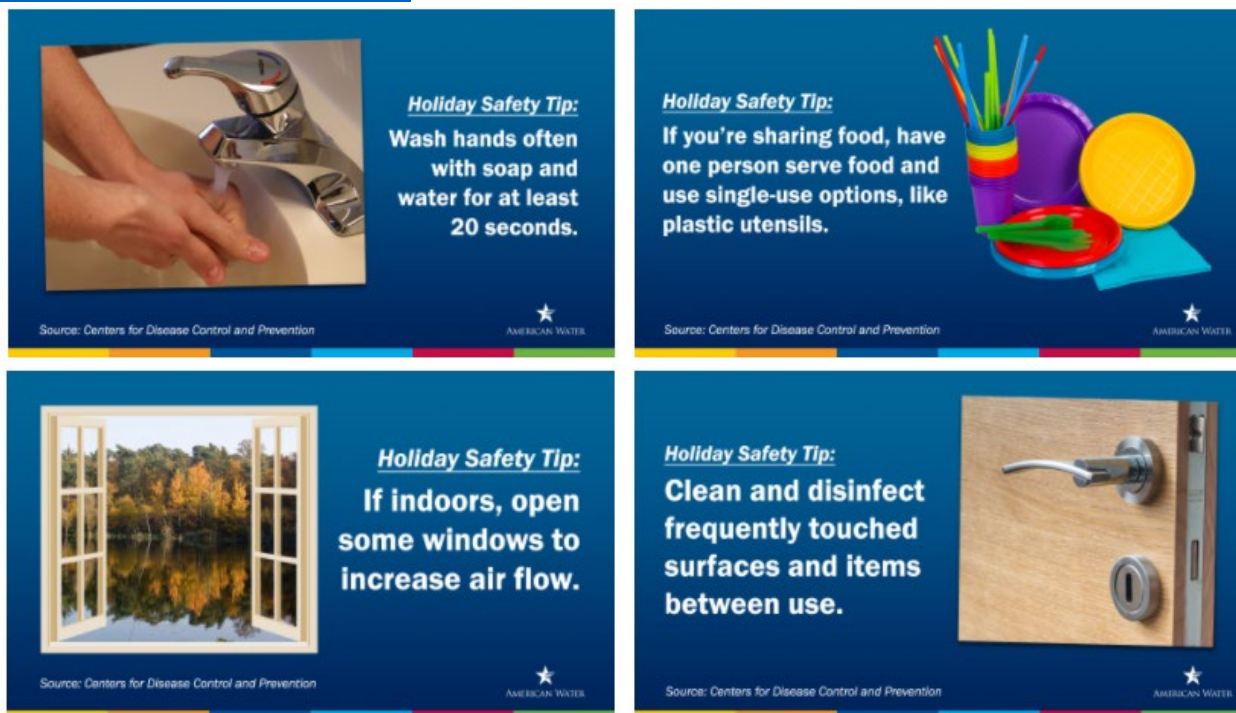 Holiday Safety Tip:
Wash hands often
with soap and
water for at least
20 seconds.
Source: Centers for Disease Control and Prevention
AMERICAN WATER
Holiday Safety Tip:
If you're sharing food, have
one person serve food and
use single-use options, like
plastic utensils.
Source: Centers for Disease Control and Prevention
AMERICAN WATER
Holiday Safety Tip:
If indoors, open
some windows to
increase air flow.
Source: Centers for Disease Control and Prevention
AMERICAN WATER
Holiday Safety Tip:
Clean and disinfect
frequently touched
surfaces and items
between use.
Source: Centers for Disease Control and Prevention
AMERICAN WATER